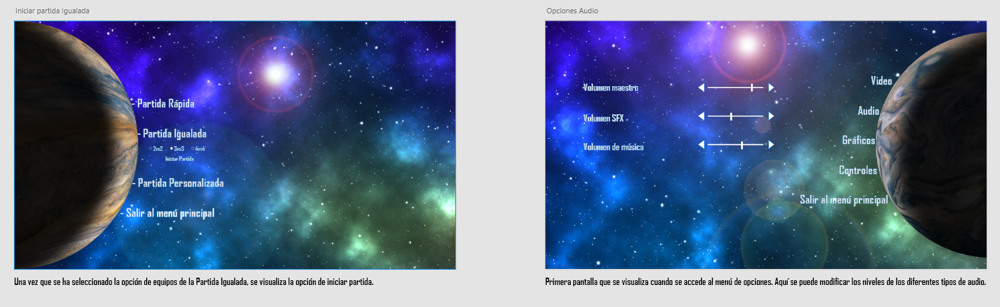 Iniciar partida Igualada
- Partida Rápida
- Partida Igualada
2vs2 3vs3 4vs4
Iniciar Partida
- Partida Personalizada
- Salir al menú principal
Una vez que se ha seleccionado la opción de equipos de la Partida Igualada, se visualiza la opción de iniciar partida.
Opciones Audio
Volumen maestro
Volumen SFX
Volumen de música
Video
Audio
Gráficos
Controles
Salir al menú principal
Primera pantalla que se visualiza cuando se accede al menú de opciones. Aquí se puede modificar los niveles de los diferentes tipos de audio.